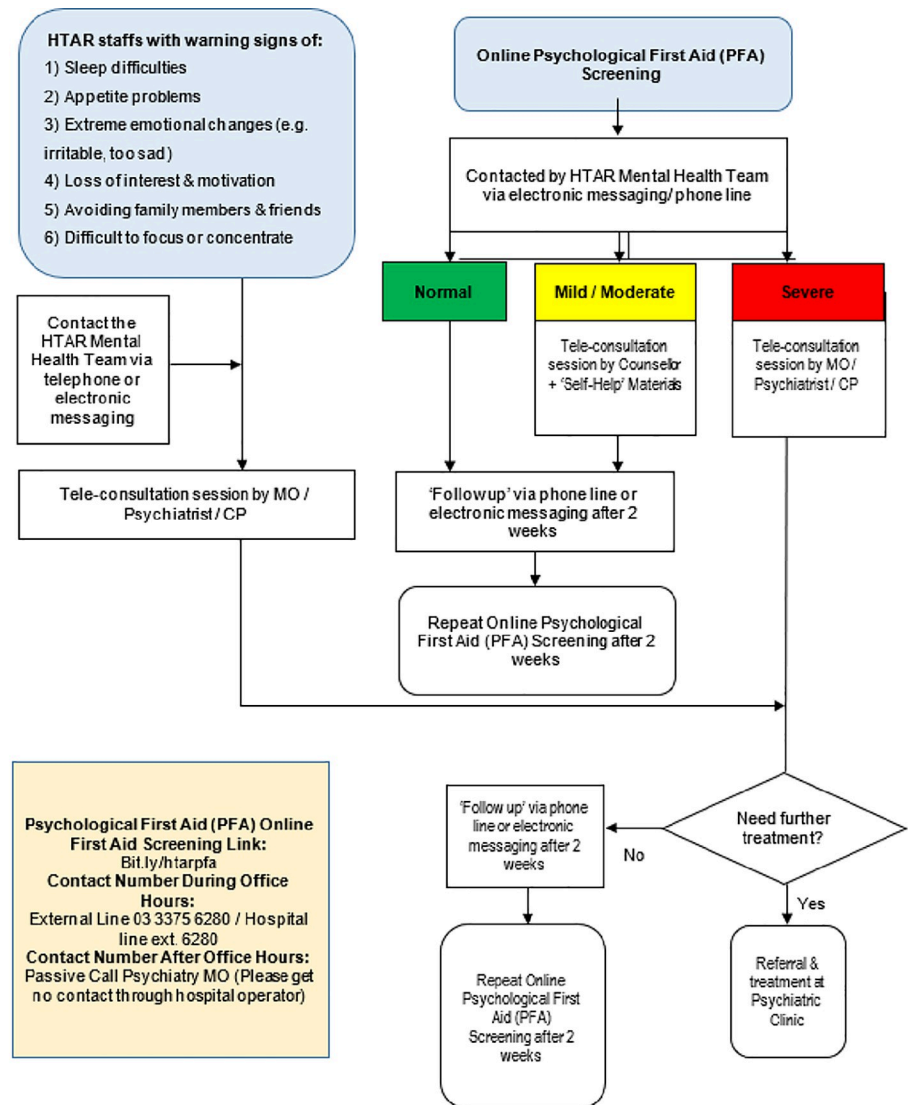 HTAR staffs with warning signs of:
1) Sleep difficulties
2) Appetite problems
3) Extreme emotional changes (e.g.
irritable, too sad)
4) Loss of interest & motivation
5) Avoiding family members & friends
6) Difficult to focus or concentrate
Contact the
HTAR Mental
Health Team via
telephone or
electronic
messaging
Tele-consultation session by MO /
Psychiatrist / CP
Online Psychological First Aid (PFA)
Screening
Contacted by HTAR Mental Health Team
via electronic messaging/ phone line
Normal
Mild / Moderate
Tele-consultation
session by Counsellor
+ 'Self-Help' Materials
Severe
Tele-consultation
session by MO /
Psychiatrist / CP
'Follow up' via phone line or
electronic messaging after 2
weeks
Repeat Online Psychological
First Aid (PFA) Screening after 2
weeks
Need further
treatment?
No
Yes
'Follow up' via phone
line or electronic
messaging after 2
weeks
Repeat Online
Psychological First
Aid (PFA)
Screening after 2
weeks
Referral &
treatment at
Psychiatric
Clinic
Psychological First Aid (PFA) Online
First Aid Screening Link:
Bit.ly/htarpfa
Contact Number During Office
Hours:
External Line 03 3375 6280 / Hospital
line ext. 6280
Contact Number After Office Hours:
Passive Call Psychiatry MO (Please get
no contact through hospital operator)